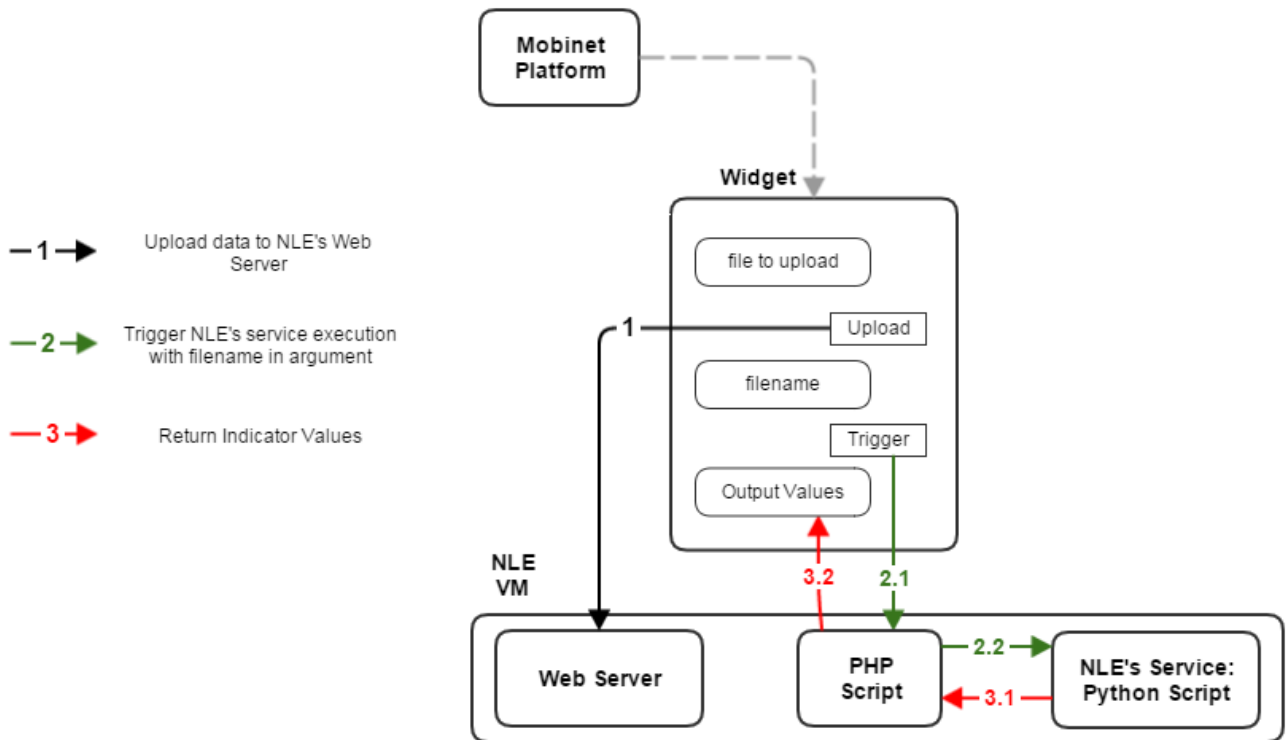 Mobinet
Platform
Widget
1
Upload data to NLE's Web
Server
file to upload
1
Upload
2
Trigger NLE's service execution
with filename in argument
filename
3
Return Indicator Values
Trigger
Output Values
NLE
VM
3.2
2.1
Web Server
PHP
Script
2.2
3.1
NLE's Service:
Python Script